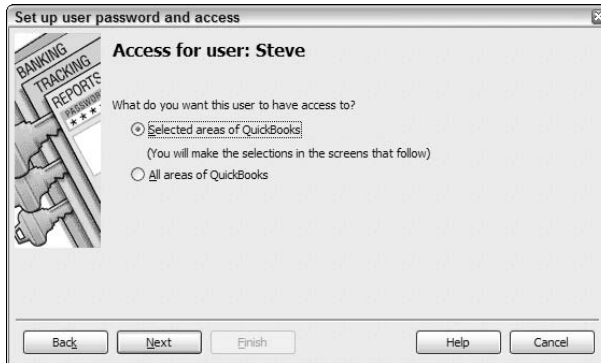 Set up user password and access
BANKING
TRACKING
REPORTS
PASSWOR
* * *
Access for user: Steve
What do you want this user to have access to?
Selected areas of QuickBooks
(You will make the selections in the screens that follow)
All areas of QuickBooks
Back
Next
Finish
Help
Cancel